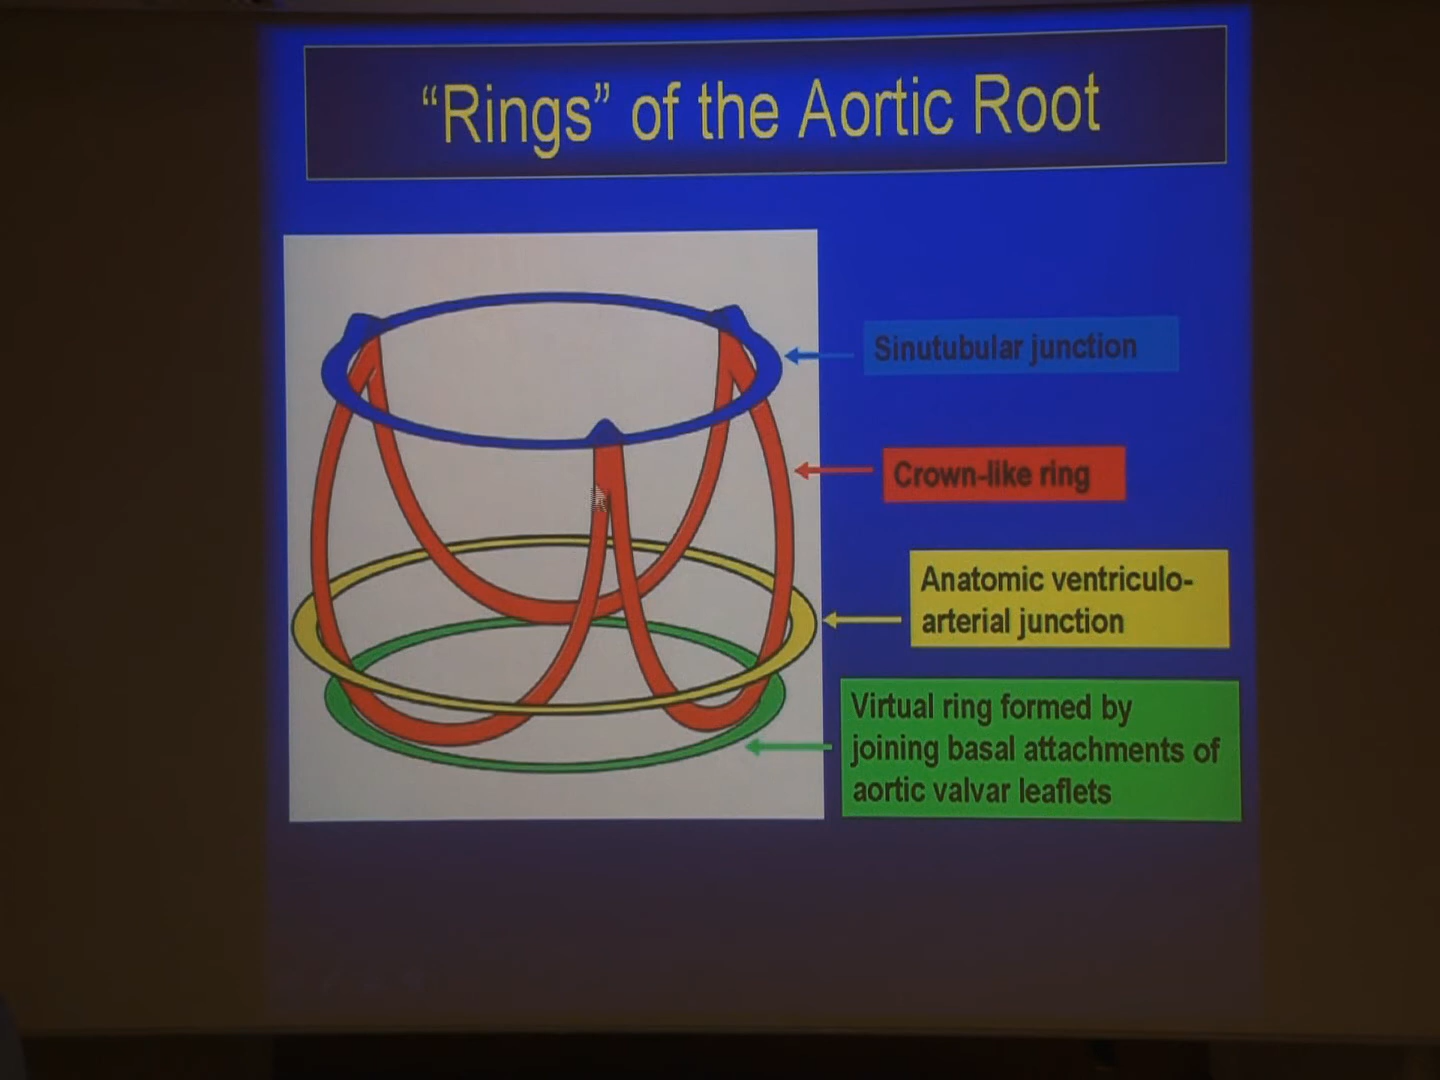 “Rings” of the Aortic Root
Sinutubular junction
Crown-like ring
Anatomic ventriculo-
arterial junction
Virtual ring formed by
joining basal attachments of
aortic valvar leaflets